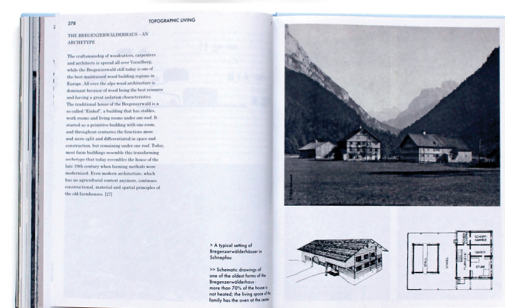 278
TOPOGRAPHIC LIVING
THE BREGENZERWÄLDERHAUS – AN
ARCHETYPE
The craftsmanship of woodcutters, carpenters
and architects is spread all over Vorarlberg,
while the Bregenzerwald still today is one of
the best maintained wood building regions in
Europe. All over the alps wood architecture is
dominant because of wood being the best resource
and having a great isolation characteristics.
The traditional house of the Bregenzerwald is a
so called "Einhof", a building that has stables,
work rooms and living rooms under one roof. It
started as a primitive building with one room,
and throughout centuries the functions more
and more split and differentiated in space and
construction, but remaining under one roof. Today,
most farm buildings resemble this transforming
archetype that today resembles the house of the
late 19th century when farming methods were
modernized. Even modern architecture, which
has an agricultural context anymore, continues
constructional, material and spatial principles of
the old farmhouses. [27]
> A typical setting of
Bregenzerwälderhäuser in
Schnepfau
>> Schematic drawings of
one of the oldest forms of the
Bregenzerwälderhaus
more than 70% of the house is
not heated; the living space of the
family has the oven at the center
STALL
STUBE